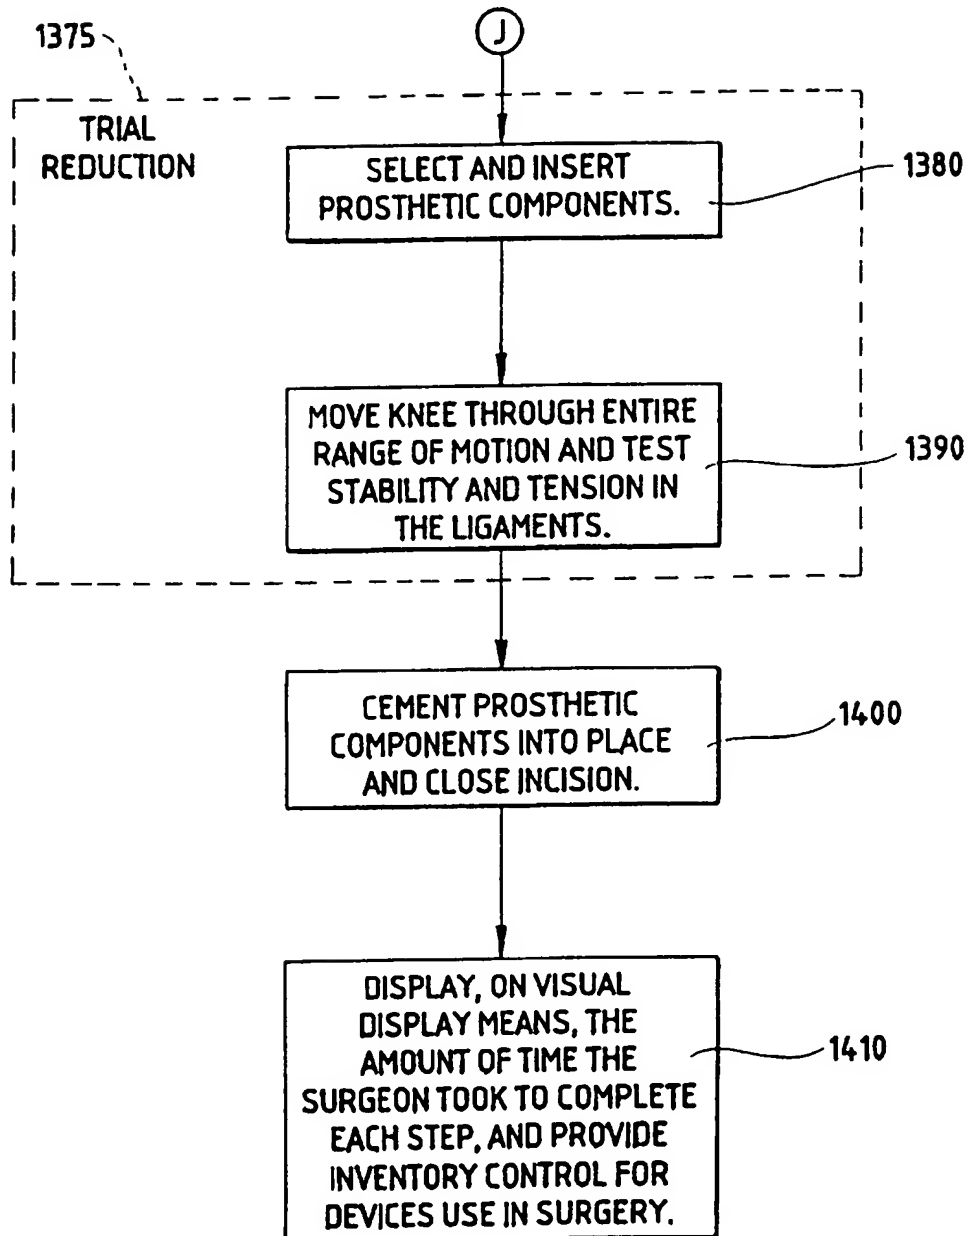 J
1375
TRIAL
REDUCTION
SELECT AND INSERT
PROSTHETIC COMPONENTS.
1380
MOVE KNEE THROUGH ENTIRE
RANGE OF MOTION AND TEST
STABILITY AND TENSION IN
THE LIGAMENTS.
1390
CEMENT PROSTHETIC
COMPONENTS INTO PLACE
AND CLOSE INCISION.
1400
DISPLAY, ON VISUAL
DISPLAY MEANS, THE
AMOUNT OF TIME THE
SURGEON TOOK TO COMPLETE
EACH STEP, AND PROVIDE
INVENTORY CONTROL FOR
DEVICES USE IN SURGERY.
1410